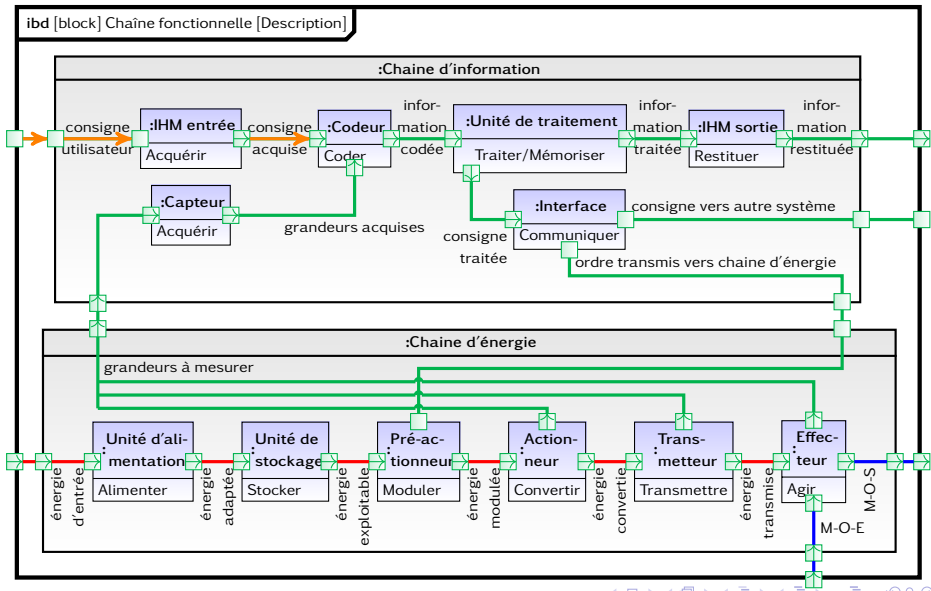 ibd [block] Chaîne fonctionnelle [Description]
:Chaine d'information
consigne
utilisateur
:IHM entrée
Acquérir
consigne
acquise
:Codeur
Coder
infor-
mation
codée
:Unité de traitement
Traiter/Mémoriser
infor-
mation
traitée
:IHM sortie
Restituer
infor-
mation
restituée
:Capteur
Acquérir
grandeurs acquises
consigne
traitée
:Interface
Communiquer
consigne vers autre système
ordre transmis vers chaine d'énergie
:Chaine d'énergie
grandeurs à mesurer
énergie
d'entrée
:Unité d'ali-
mentation
Alimenter
énergie
adaptée
:Unité de
stockage
Stocker
énergie
exploitable
:Pré-ac-
tionneur
Moduler
énergie
modulée
:Action-
neur
Convertir
énergie
convertie
:Trans-
metteur
Transmettre
énergie
transmise
:Effec-
teur
Agir
M-O-S
M-O-E